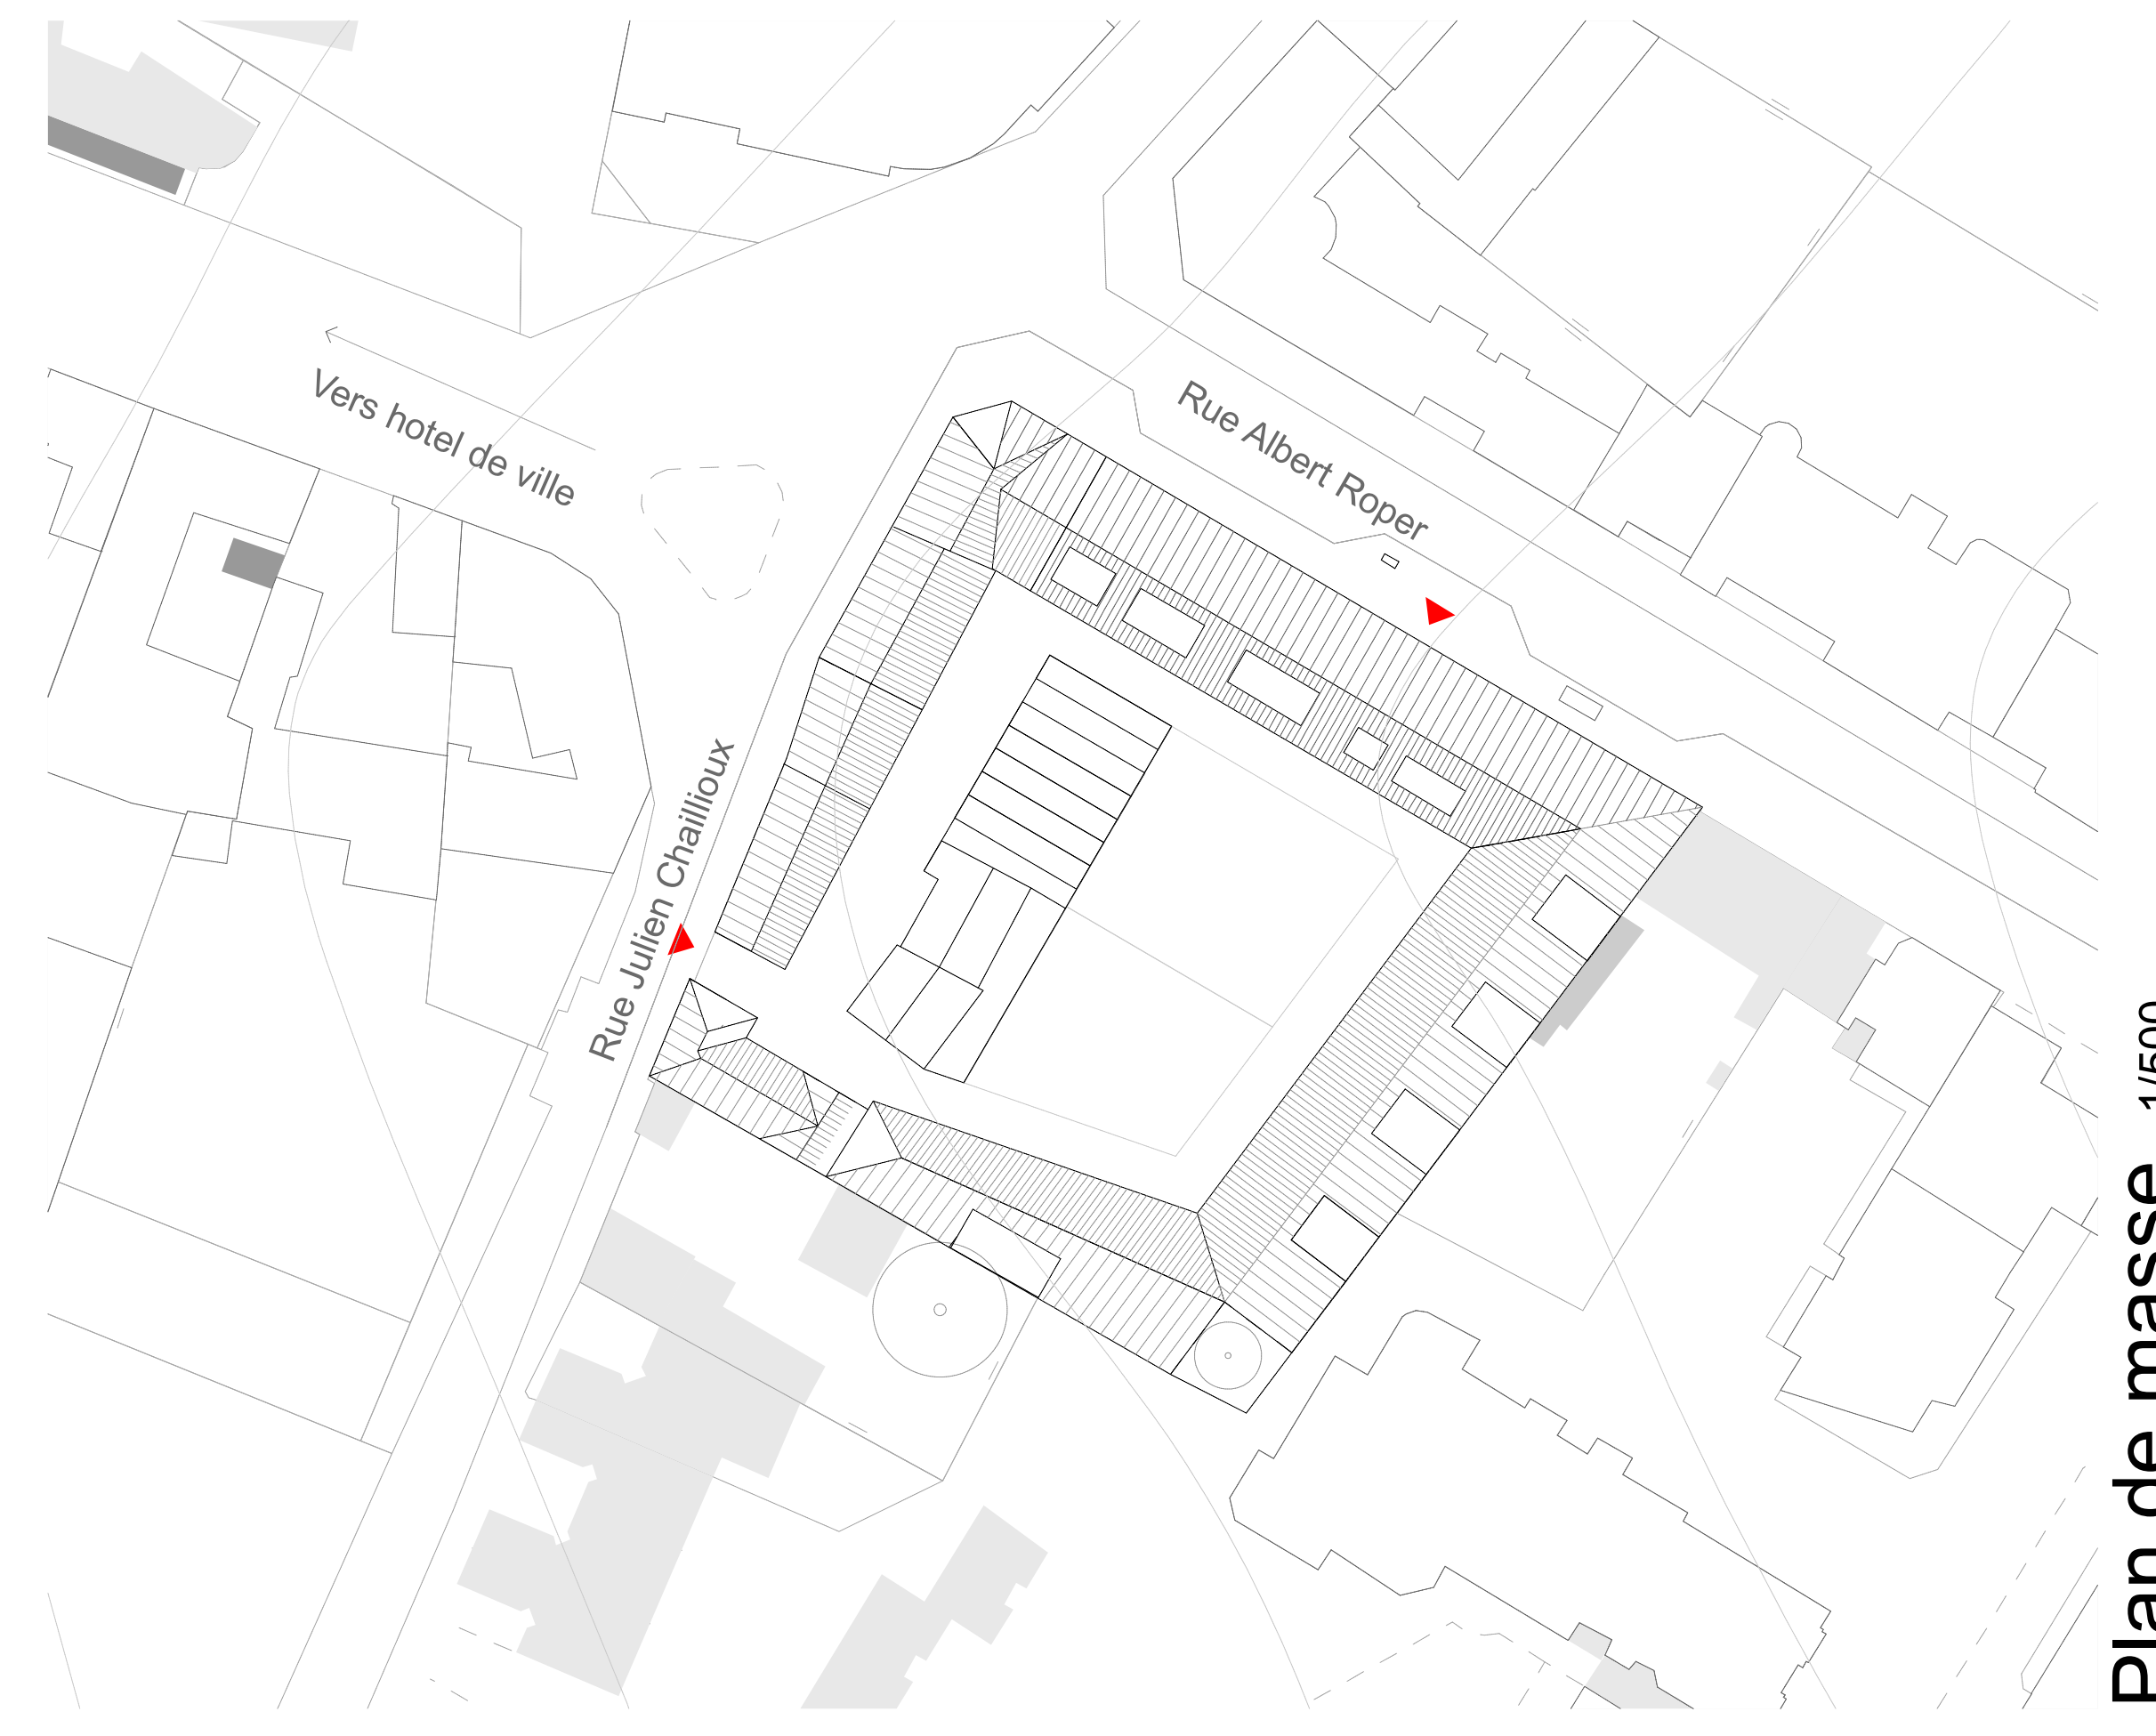 Vers hotel de ville
Rue Albert Roper
Rue Julien Chaillioux
Plan de masse 1/500